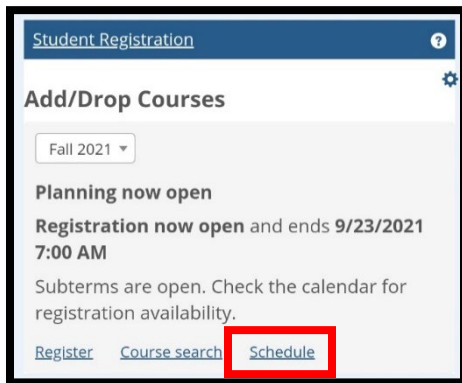 Student Registration
Add/Drop Courses
Fall 2021
Planning now open
Registration now open and ends 9/23/2021
7:00 AM
Subterms are open. Check the calendar for
registration availability.
Register Course search Schedule